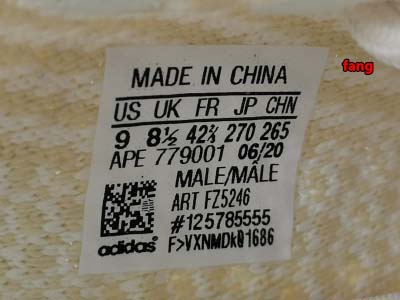 MADE IN CHINA
fang
US UK FR JP CHN
9 8½ 42⅔ 270 265
APE 779001 06/20
MALE/MÂLE
ART FZ5246
#125785555
adidas F>VXNMDk01686